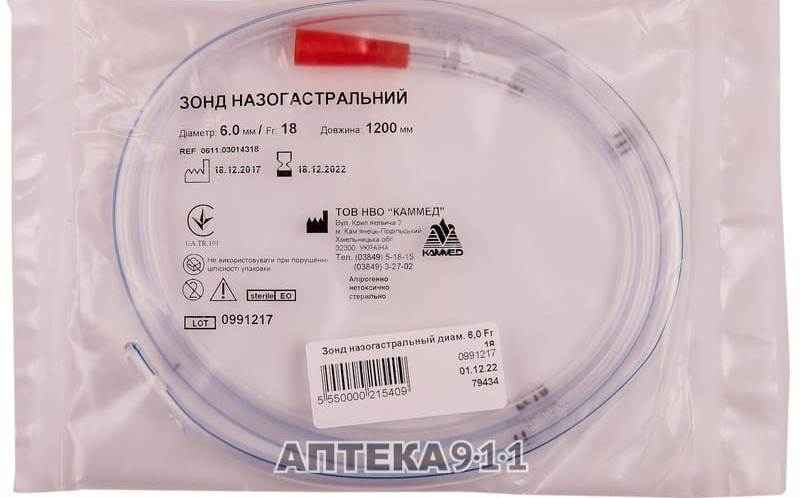 ЗОНД НАЗОГАСТРАЛЬНИЙ
Діаметр: 6.0 мм / Fr: 18 Довжина: 1200 мм
REF 0611.03014318
18.12.2017 18.12.2022
ТОВ НВО "КАММЕД"
Вул. Крип'якевича 3
м. Кам'янець-Подільський
Хмельницька обл.
32300 УКРАЇНА
Тел. (03849) 5-18-15
(03849) 3-27-02
КАММЕД
UA.TR.101
Не використовувати при порушенні
цілісності упаковки
Апірогенно
нетоксично
стерильно
sterile EO
LOT 0991217
Зонд назогастральный диам. 6,0 Fr
18
0991217
01.12.22
79434
5 550000 215409
АПТЕКА9·1·1